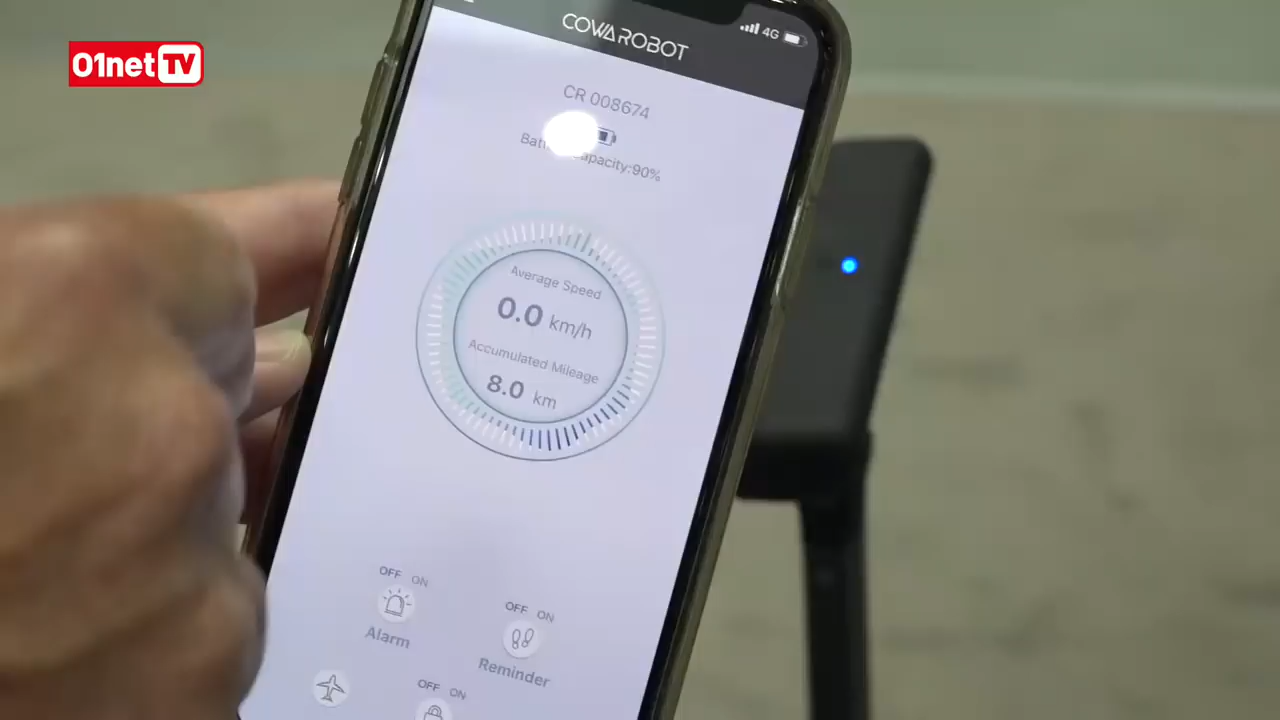 01netTV
COWAROBOT
4G
CR 008674
Capacity:90%
Average Speed
0.0 km/h
Accumulated Mileage
8.0 km
OFF ON
Alarm
OFF ON
Reminder
OFF ON